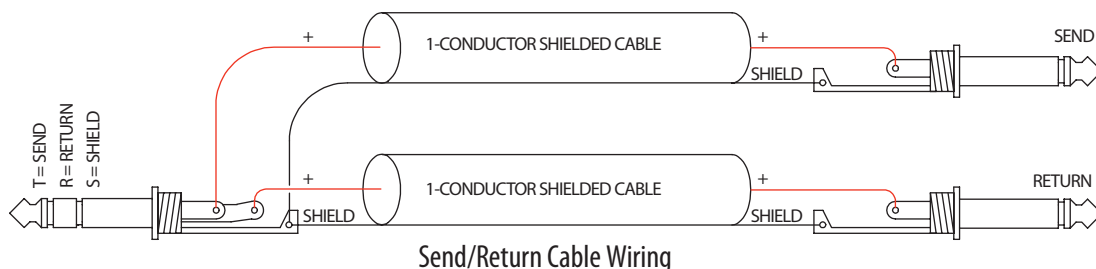 +
1-CONDUCTOR SHIELDED CABLE
+
SEND
SHIELD
T = SEND
R = RETURN
S = SHIELD
+
1-CONDUCTOR SHIELDED CABLE
+
RETURN
SHIELD
SHIELD
Send/Return Cable Wiring